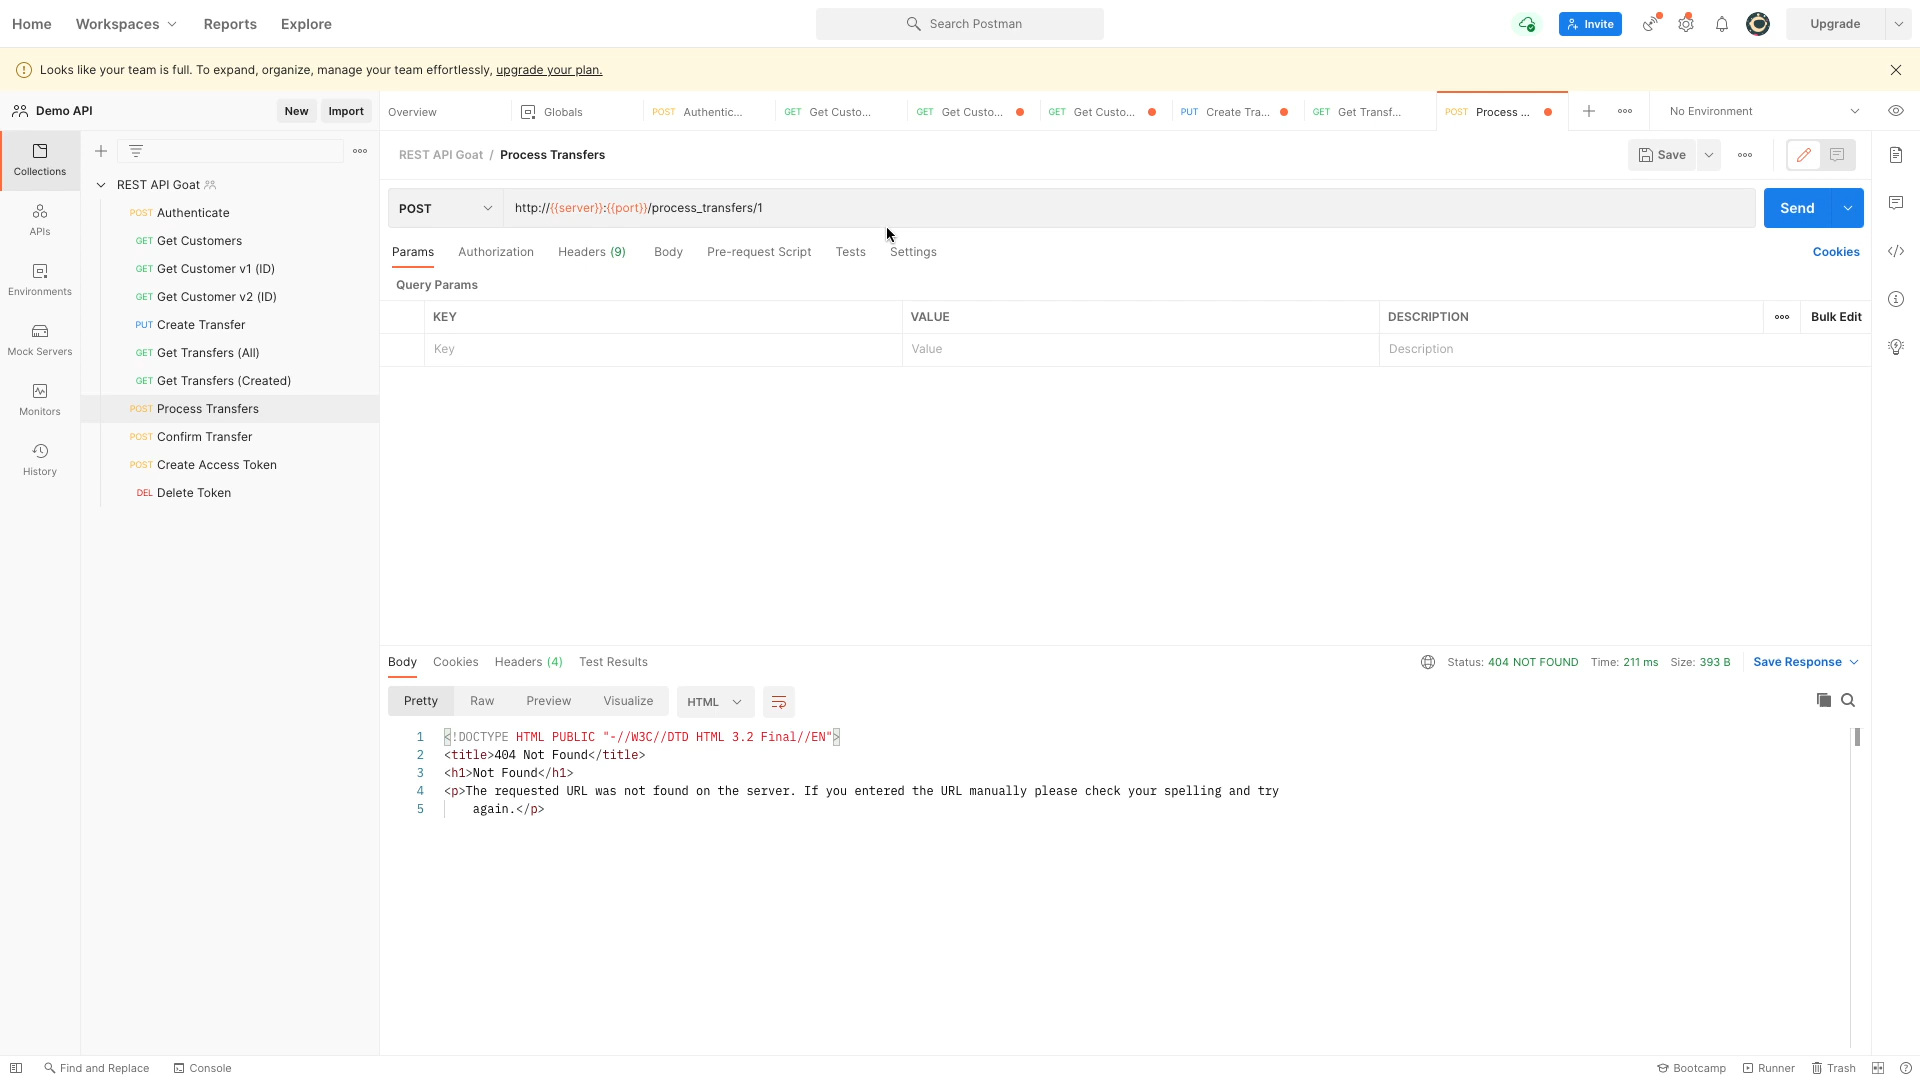 Home Workspaces Reports Explore Search Postman Invite Upgrade
Looks like your team is full. To expand, organize, manage your team effortlessly, upgrade your plan.
Demo API New Import
Overview Globals POST Authentic... GET Get Custo... GET Get Custo... GET Get Custo... PUT Create Tra... GET Get Transf... POST Process ... No Environment
Collections
APIs
Environments
Mock Servers
Monitors
History
REST API Goat
POST Authenticate
GET Get Customers
GET Get Customer v1 (ID)
GET Get Customer v2 (ID)
PUT Create Transfer
GET Get Transfers (All)
GET Get Transfers (Created)
POST Process Transfers
POST Confirm Transfer
POST Create Access Token
DEL Delete Token
REST API Goat / Process Transfers Save
POST http://{{server}}:{{port}}/process_transfers/1 Send
Params Authorization Headers (9) Body Pre-request Script Tests Settings Cookies
Query Params
KEY VALUE DESCRIPTION Bulk Edit
Key Value Description
Body Cookies Headers (4) Test Results Status: 404 NOT FOUND Time: 211 ms Size: 393 B Save Response
Pretty Raw Preview Visualize HTML
1 <!DOCTYPE HTML PUBLIC "-//W3C//DTD HTML 3.2 Final//EN">
2 <title>404 Not Found</title>
3 <h1>Not Found</h1>
4 <p>The requested URL was not found on the server. If you entered the URL manually please check your spelling and try
5 again.</p>
Find and Replace Console Bootcamp Runner Trash